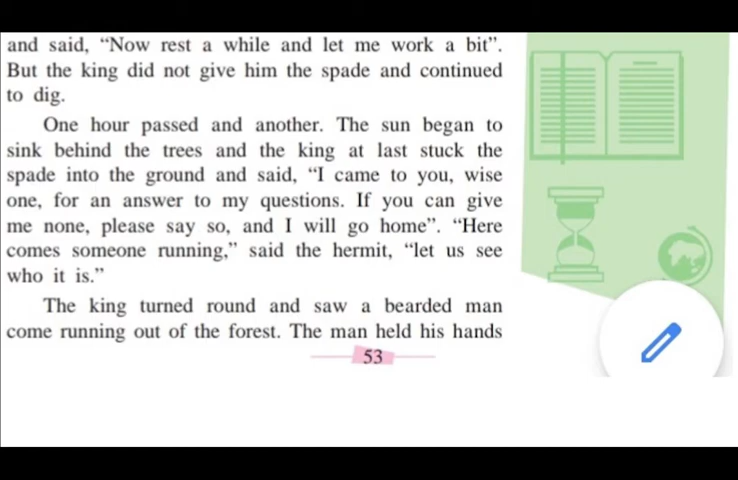 and said, “Now rest a while and let me work a bit”.
But the king did not give him the spade and continued
to dig.
One hour passed and another. The sun began to
sink behind the trees and the king at last stuck the
spade into the ground and said, “I came to you, wise
one, for an answer to my questions. If you can give
me none, please say so, and I will go home”. “Here
comes someone running,” said the hermit, “let us see
who it is.”
The king turned round and saw a bearded man
come running out of the forest. The man held his hands
53